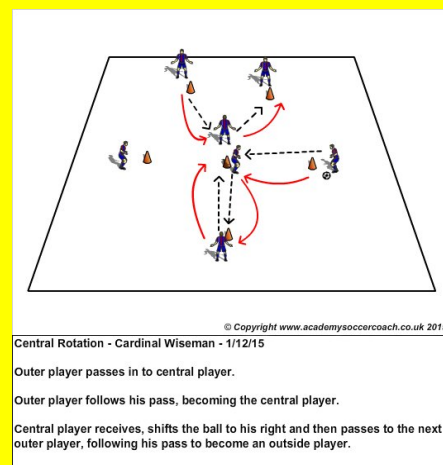 © Copyright www.academysoccercoach.co.uk 201
Central Rotation - Cardinal Wiseman - 1/12/15
Outer player passes in to central player.
Outer player follows his pass, becoming the central player.
Central player receives, shifts the ball to his right and then passes to the next
outer player, following his pass to become an outside player.